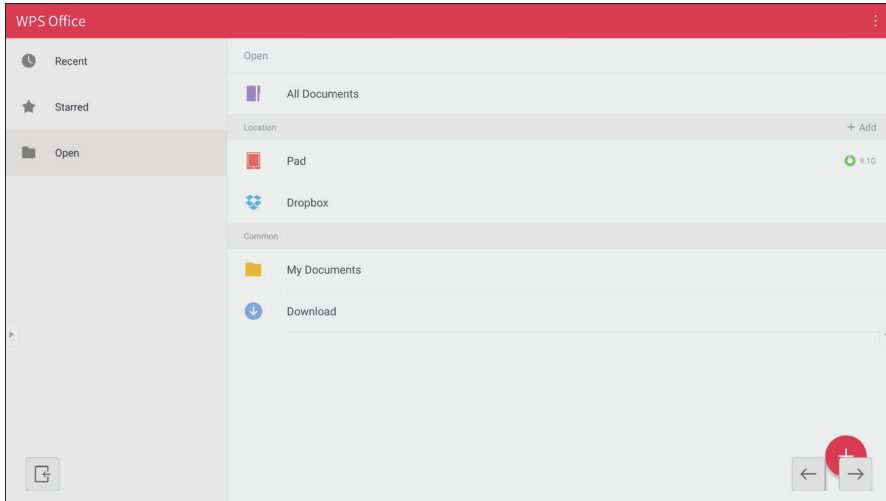 WPS Office
Recent
Starred
Open
Open
All Documents
Location
+ Add
Pad
9.1G
Dropbox
Common
My Documents
Download